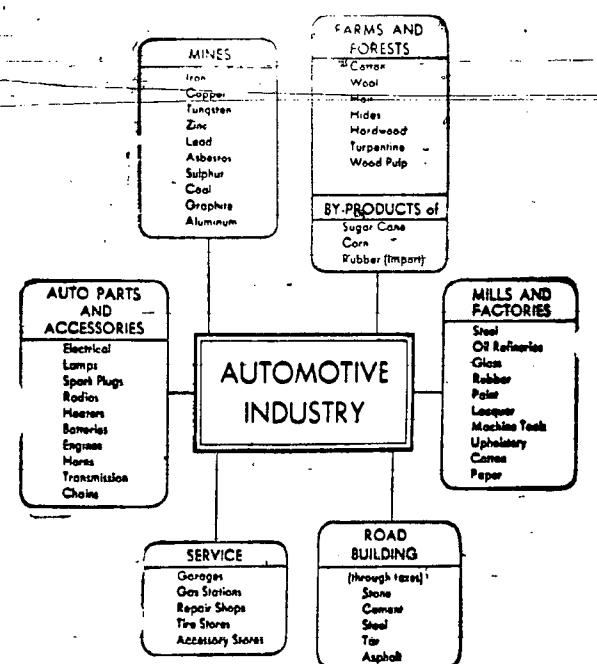 MINES
Iron
Copper
Tungsten
Zinc
Lead
Asbestos
Sulphur
Coal
Graphite
Aluminum
FARMS AND
FORESTS
Cotton
Wool
Hair
Hides
Hardwood
Turpentine
Wood Pulp
BY-PRODUCTS of
Sugar Cane
Corn
Rubber (Import)
AUTO PARTS
AND
ACCESSORIES
Electrical
Lamps
Spark Plugs
Radios
Heaters
Batteries
Engines
Horns
Transmission
Chains
AUTOMOTIVE
INDUSTRY
MILLS AND
FACTORIES
Steel
Oil Refineries
Glass
Rubber
Paint
Lacquer
Machine Tools
Upholstery
Cotton
Paper
SERVICE
Garages
Gas Stations
Repair Shops
Tire Stores
Accessory Stores
ROAD
BUILDING
(through taxes)
Stone
Cement
Steel
Tar
Asphalt